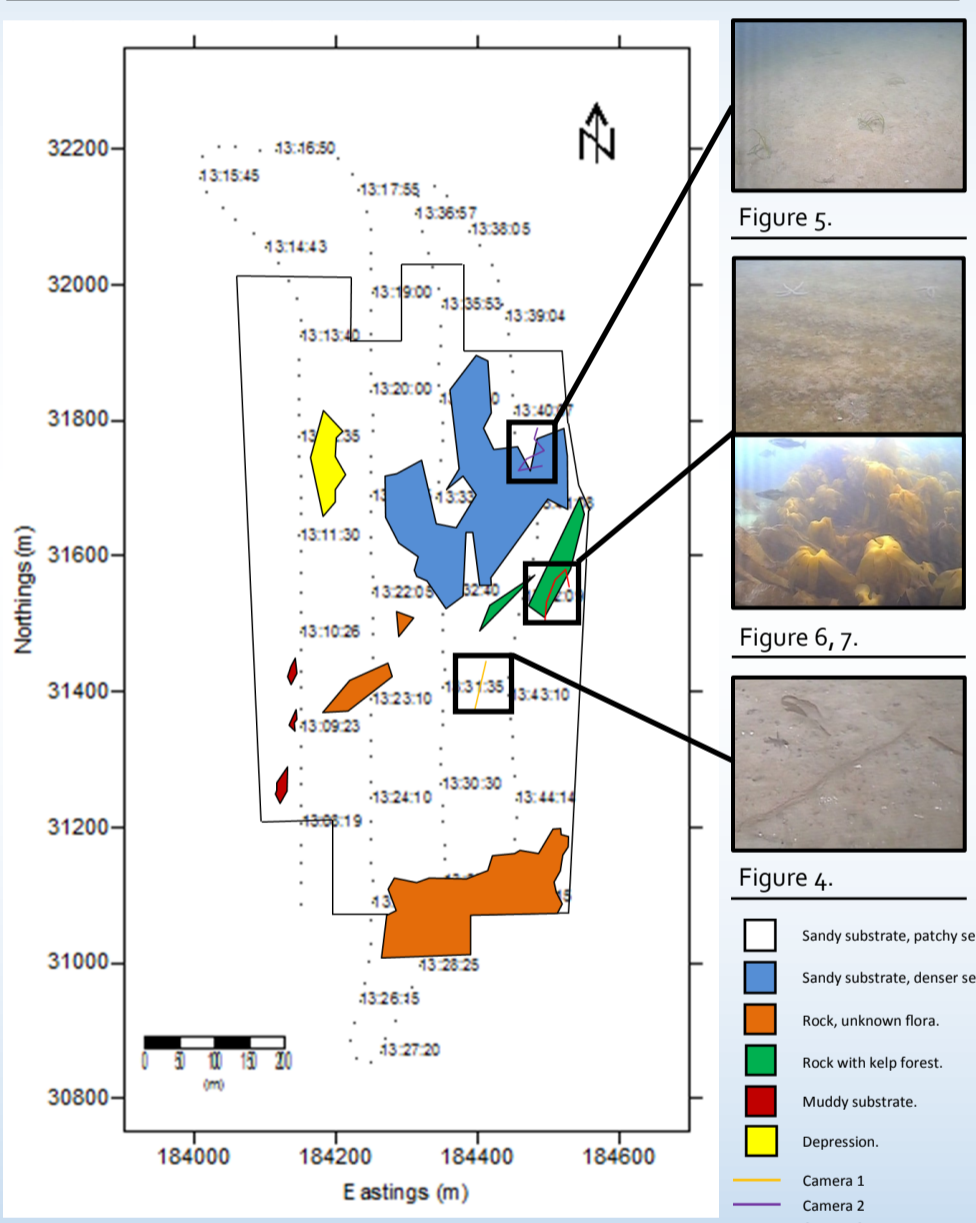 32200
13:16:50
13:15:45
13:17:55
13:36:57
13:38:05
13:14:43
32000
13:19:00
13:35:53
13:39:04
13:13:40
13:20:00
31800
13:11:30
31600
13:22:05
13:10:26
31400
13:31:35
13:23:10
13:43:10
13:09:23
13:30:30
13:24:10
13:44:14
31200
13:08:19
31000
13:28:25
13:26:15
13:27:20
30800
Northings (m)
0 50 100 150 200
(m)
184000 184200 184400 184600
Eastings (m)
N
Figure 5.
Figure 6, 7.
Figure 4.
Sandy substrate, patchy se
Sandy substrate, denser se
Rock, unknown flora.
Rock with kelp forest.
Muddy substrate.
Depression.
Camera 1
Camera 2